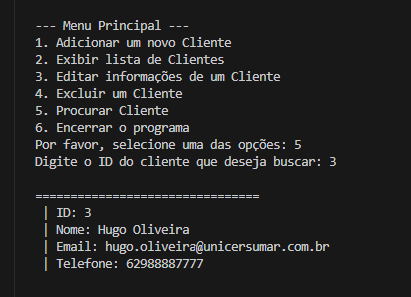 --- Menu Principal ---
1. Adicionar um novo Cliente
2. Exibir lista de Clientes
3. Editar informações de um Cliente
4. Excluir um Cliente
5. Procurar Cliente
6. Encerrar o programa
Por favor, selecione uma das opções: 5
Digite o ID do cliente que deseja buscar: 3
================================
| ID: 3
| Nome: Hugo Oliveira
| Email: hugo.oliveira@unicersumar.com.br
| Telefone: 62988887777